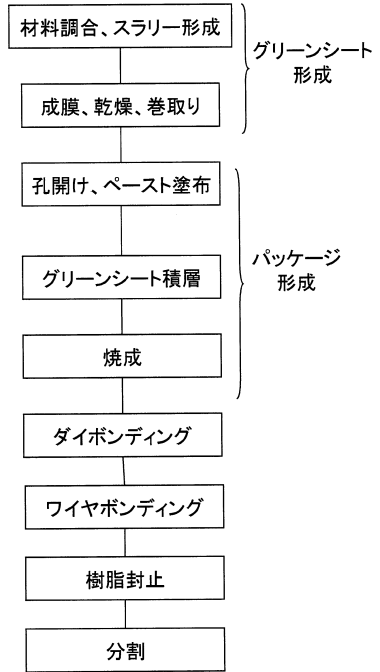 材料調合、スラリー形成
グリーンシート
形成
成膜、乾燥、巻取り
孔開け、ペースト塗布
グリーンシート積層
パッケージ
形成
焼成
ダイボンディング
ワイヤボンディング
樹脂封止
分割